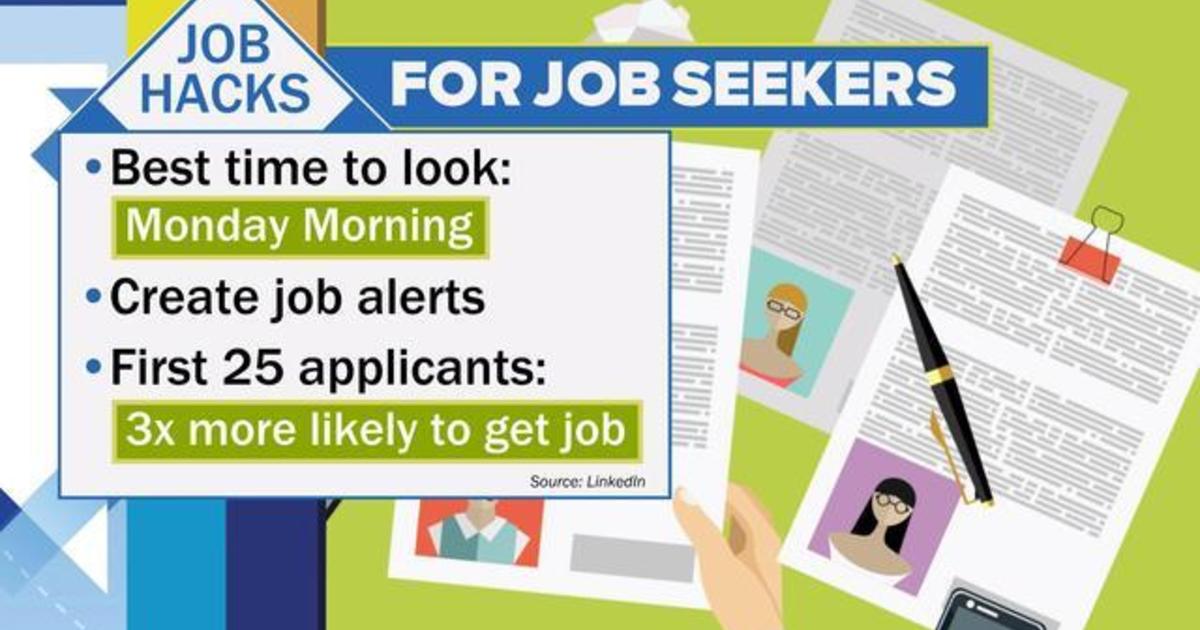 JOB
HACKS
FOR JOB SEEKERS
•Best time to look:
Monday Morning
•Create job alerts
•First 25 applicants:
3x more likely to get job
Source: LinkedIn